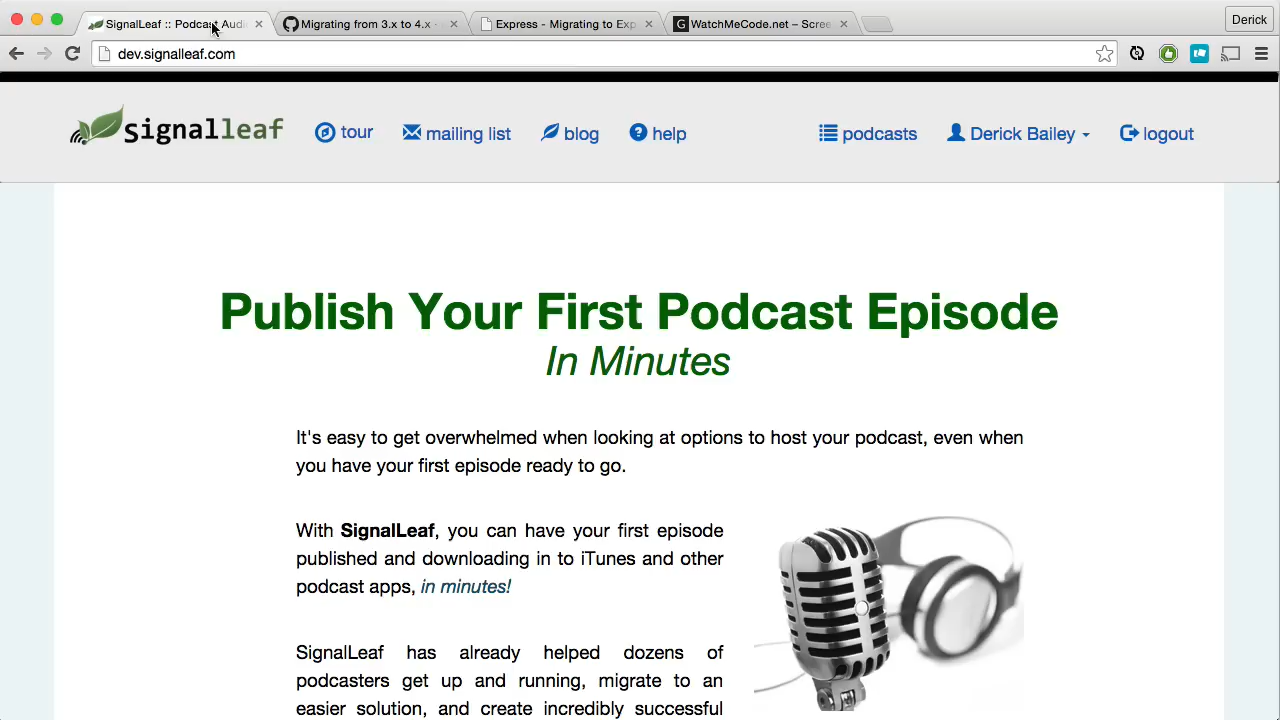 SignalLeaf :: Podcast Audi
Migrating from 3.x to 4.x ·
Express - Migrating to Exp
WatchMeCode.net – Scree
Derick
dev.signalleaf.com
signalleaf
tour
mailing list
blog
help
podcasts
Derick Bailey
logout
Publish Your First Podcast Episode
In Minutes
It's easy to get overwhelmed when looking at options to host your podcast, even when
you have your first episode ready to go.
With SignalLeaf, you can have your first episode
published and downloading in to iTunes and other
podcast apps, in minutes!
SignalLeaf has already helped dozens of
podcasters get up and running, migrate to an
easier solution, and create incredibly successful